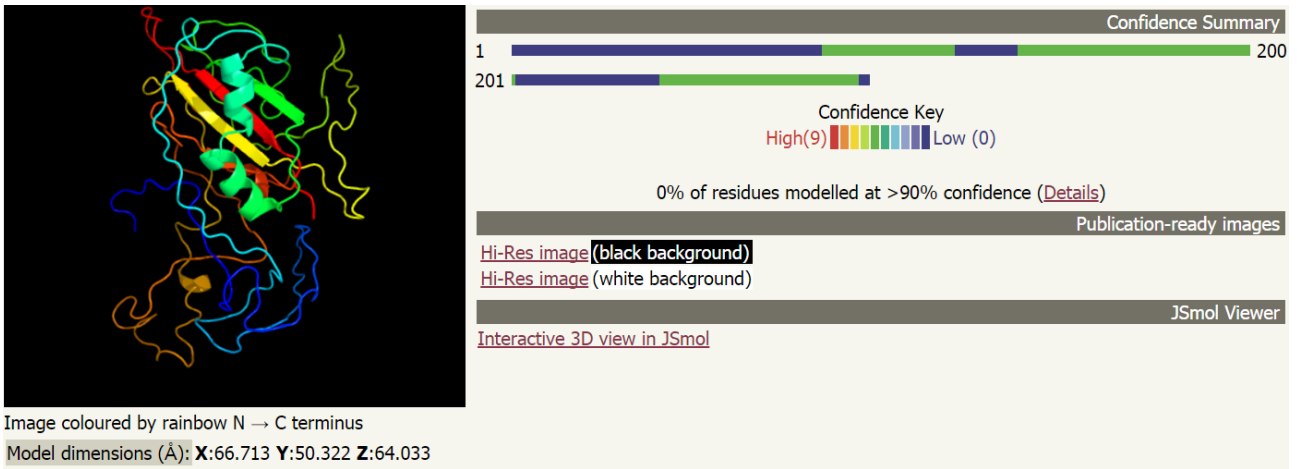 Confidence Summary
1 200
201
Confidence Key
High(9) Low (0)
0% of residues modelled at >90% confidence (Details)
Publication-ready images
Hi-Res image (black background)
Hi-Res image (white background)
JSmol Viewer
Interactive 3D view in JSmol
Image coloured by rainbow N → C terminus
Model dimensions (Å): X:66.713 Y:50.322 Z:64.033